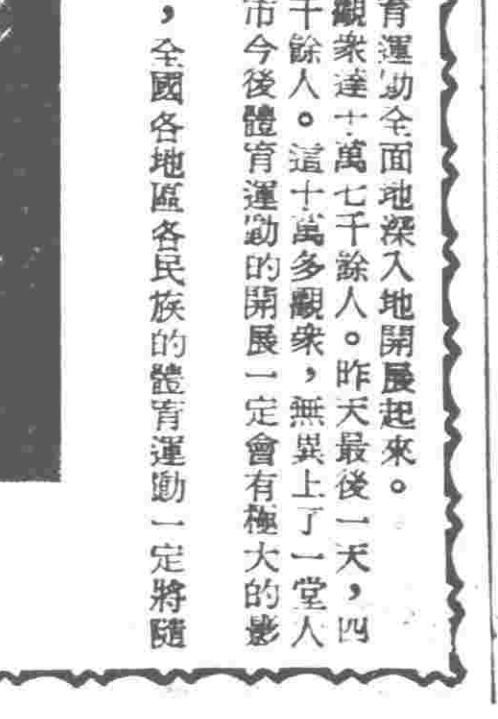 育運動全面地深入地開展起來。
觀衆達十萬七千餘人。昨天最後一天，四
千餘人。這十萬多觀衆，無異上了一堂人
市今後體育運動的開展一定會有極大的影
，全國各地區各民族的體育運動一定將隨